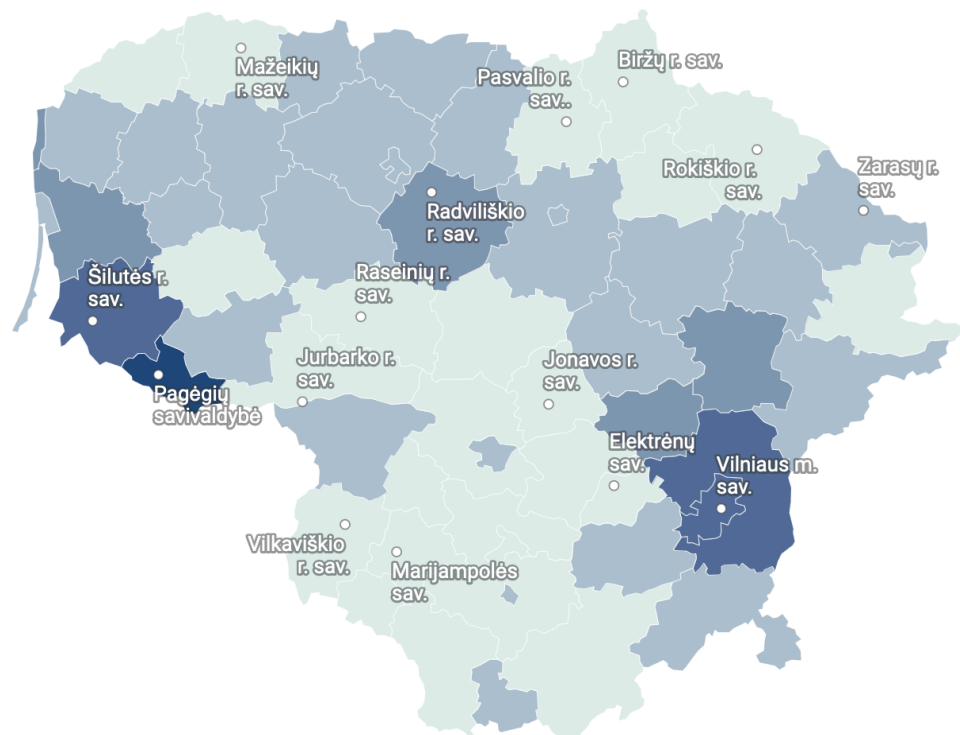 Mažeikių
r. sav.
Biržų r. sav.
Pasvalio r.
sav..
Rokiškio r.
sav.
Zarasų r.
sav.
Radviliškio
r. sav.
Šilutės r.
sav.
Raseinių r.
sav.
Jurbarko r.
sav.
Jonavos r.
sav.
Pagėgių
savivaldybė
Elektrėnų
sav.
Vilniaus m.
sav.
Vilkaviškio
r. sav.
Marijampolės
sav.